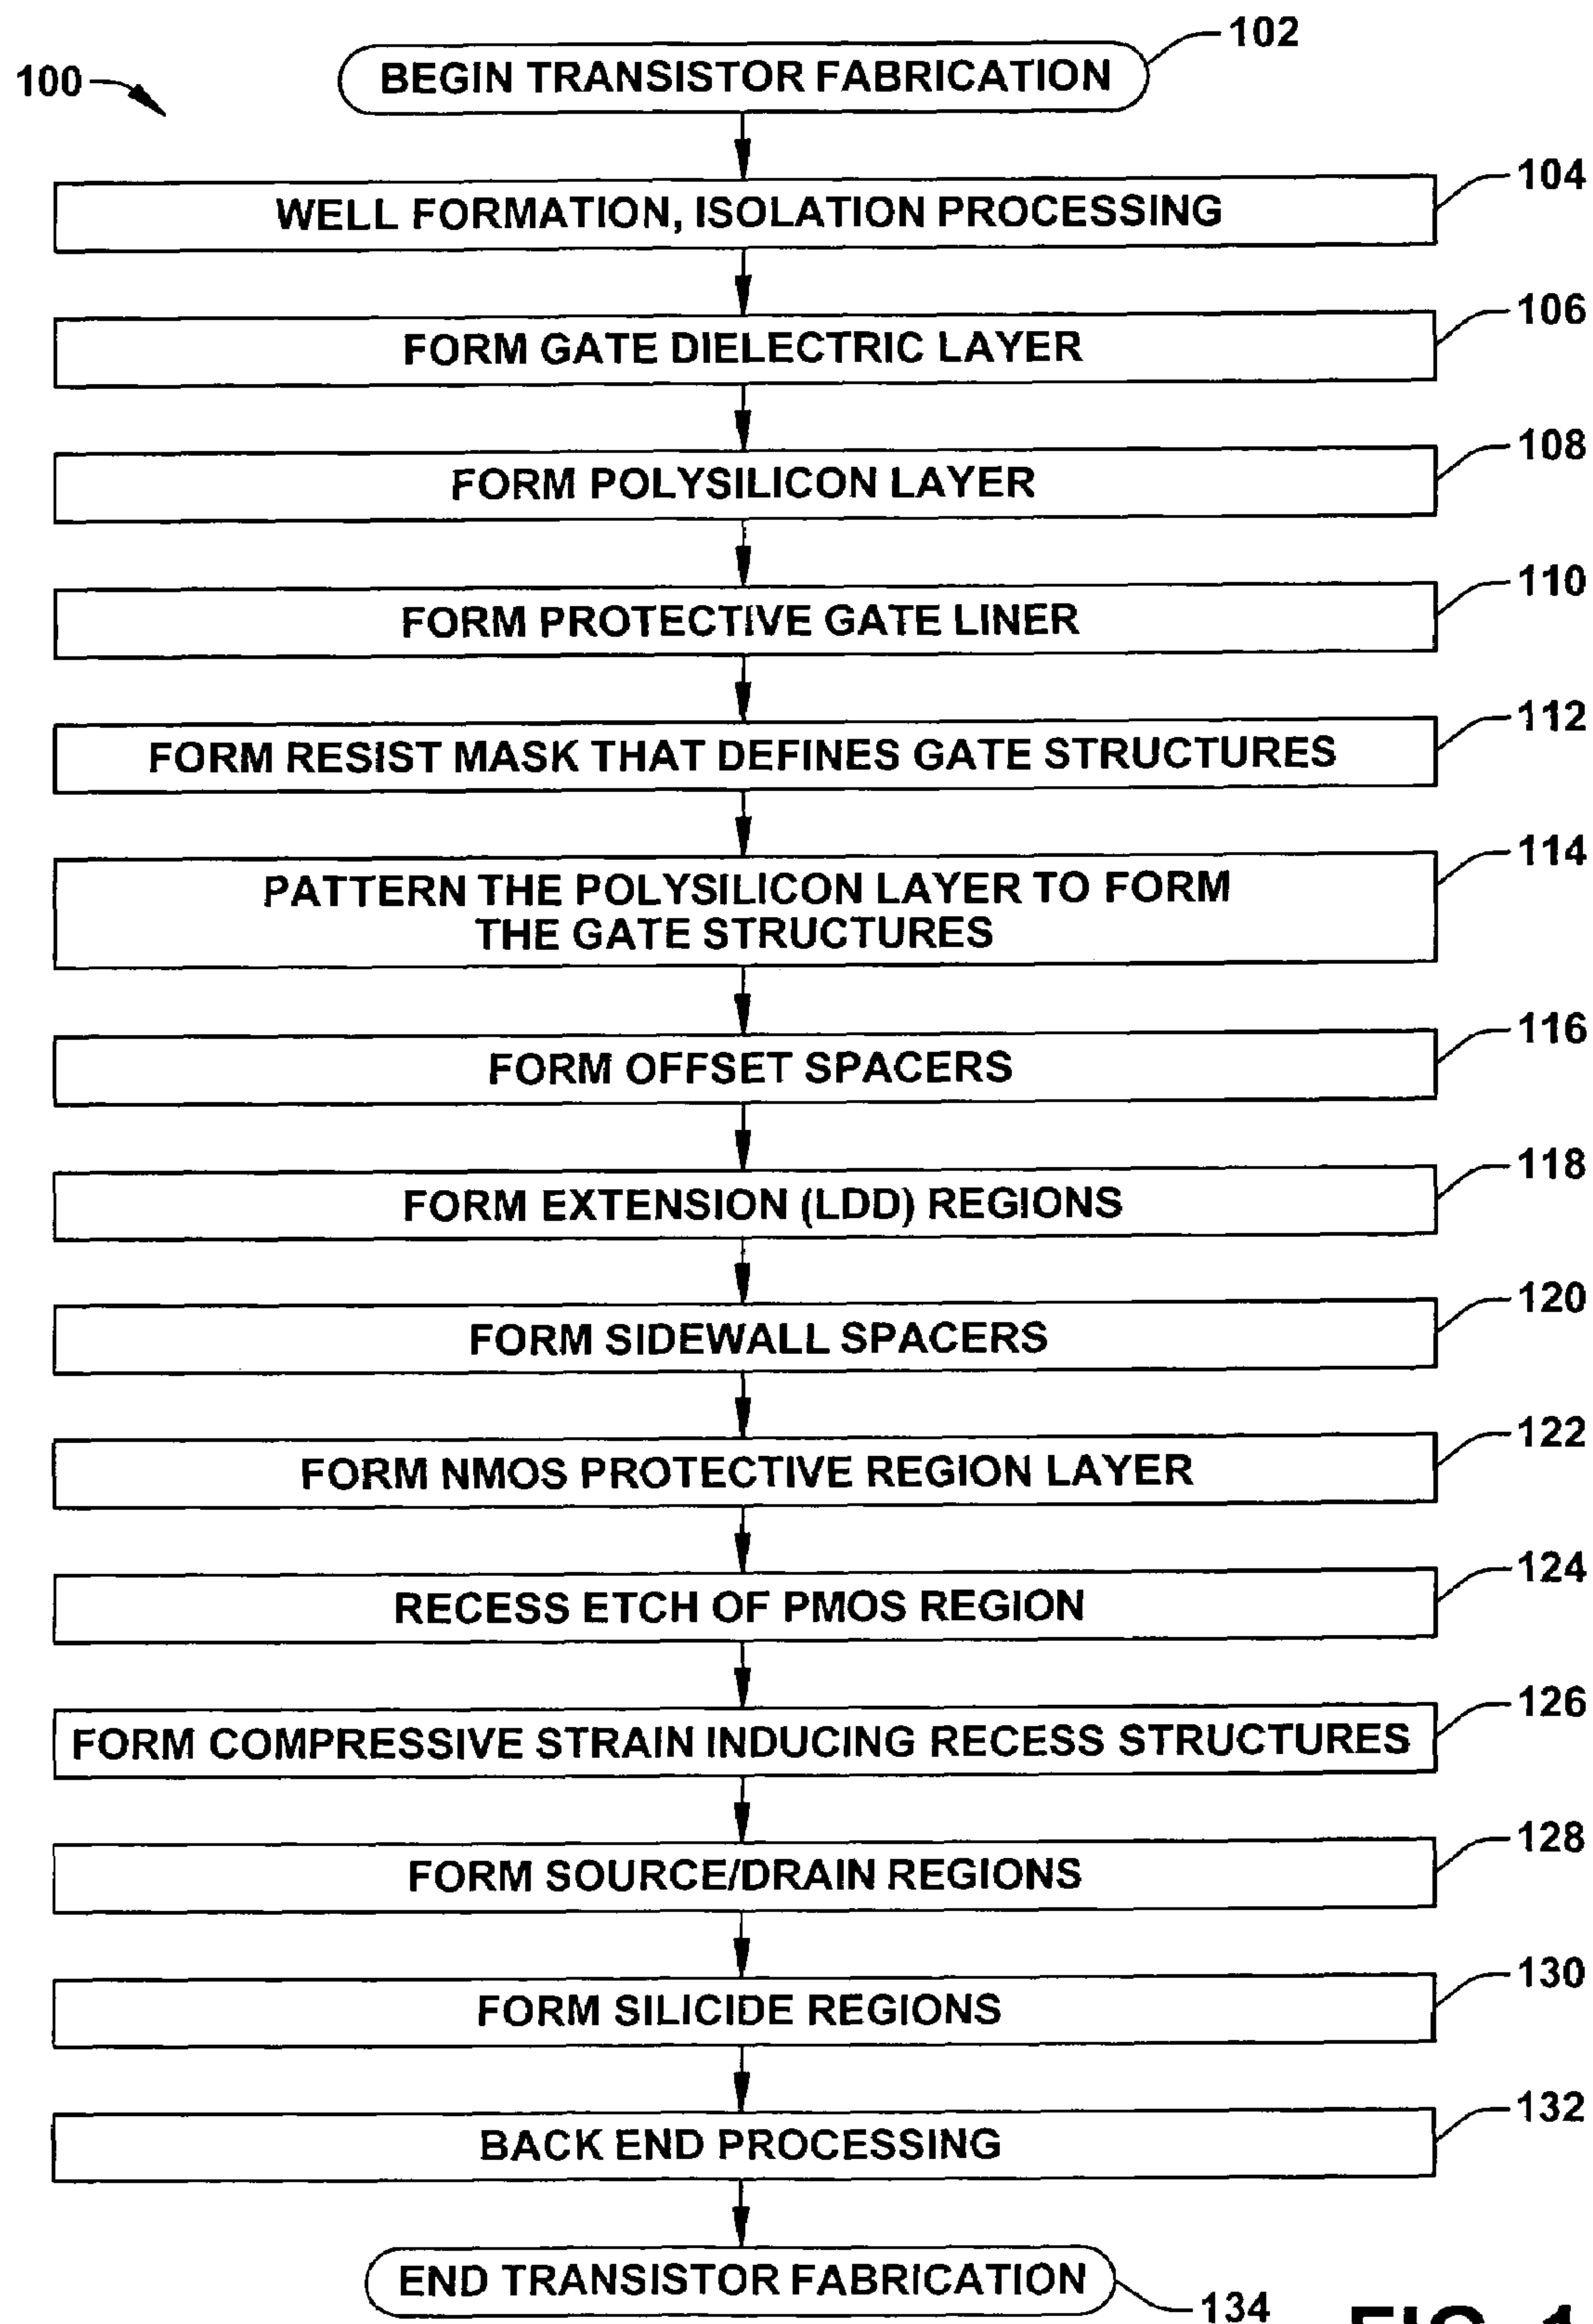 100
BEGIN TRANSISTOR FABRICATION
102
WELL FORMATION, ISOLATION PROCESSING
104
FORM GATE DIELECTRIC LAYER
106
FORM POLYSILICON LAYER
108
FORM PROTECTIVE GATE LINER
110
FORM RESIST MASK THAT DEFINES GATE STRUCTURES
112
PATTERN THE POLYSILICON LAYER TO FORM
THE GATE STRUCTURES
114
FORM OFFSET SPACERS
116
FORM EXTENSION (LDD) REGIONS
118
FORM SIDEWALL SPACERS
120
FORM NMOS PROTECTIVE REGION LAYER
122
RECESS ETCH OF PMOS REGION
124
FORM COMPRESSIVE STRAIN INDUCING RECESS STRUCTURES
126
FORM SOURCE/DRAIN REGIONS
128
FORM SILICIDE REGIONS
130
BACK END PROCESSING
132
END TRANSISTOR FABRICATION
134
FIG. 1